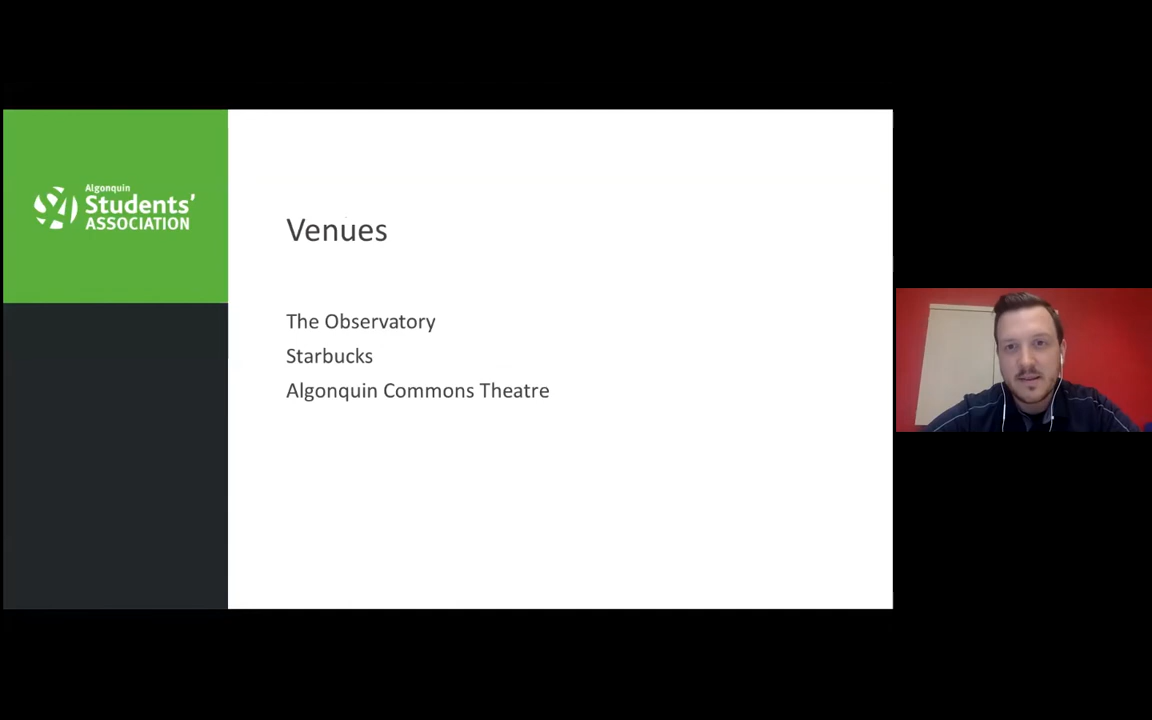 Algonquin
Students'
ASSOCIATION
Venues
The Observatory
Starbucks
Algonquin Commons Theatre